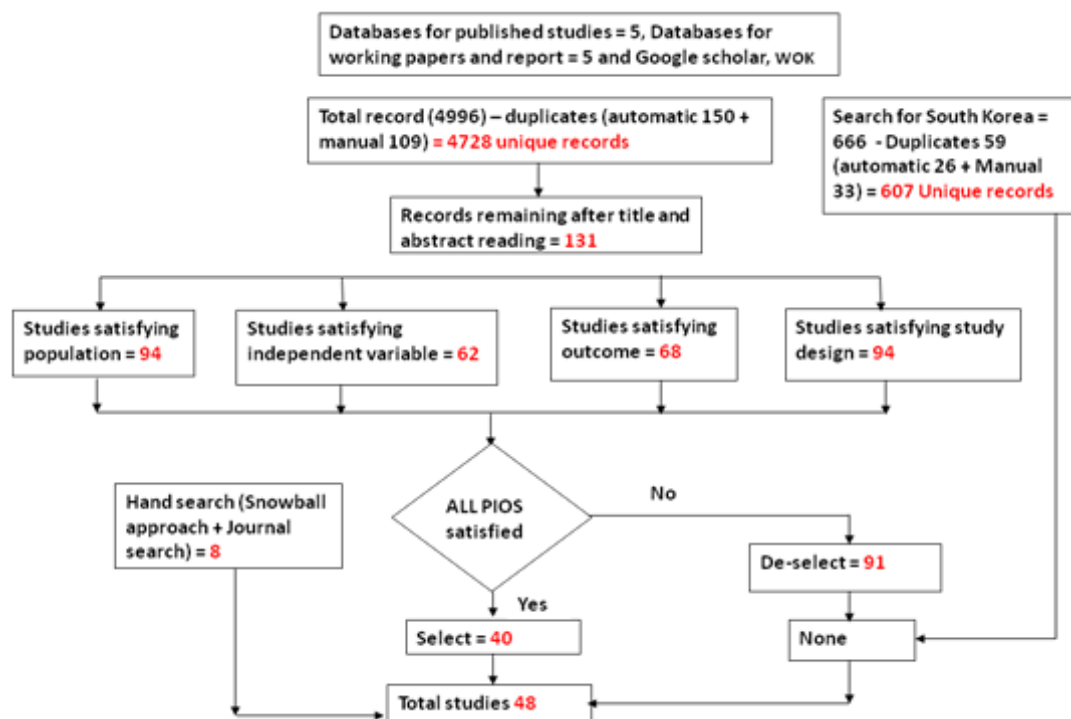 Databases for published studies = 5, Databases for
working papers and report = 5 and Google scholar, WOK
Total record (4996) – duplicates (automatic 150 +
manual 109) = 4728 unique records
Search for South Korea =
666 - Duplicates 59
(automatic 26 + Manual
33) = 607 Unique records
Records remaining after title and
abstract reading = 131
Studies satisfying
population = 94
Studies satisfying
independent variable = 62
Studies satisfying
outcome = 68
Studies satisfying study
design = 94
Hand search (Snowball
approach + Journal
search) = 8
ALL PIOS
satisfied
No
De-select = 91
Yes
Select = 40
None
Total studies 48